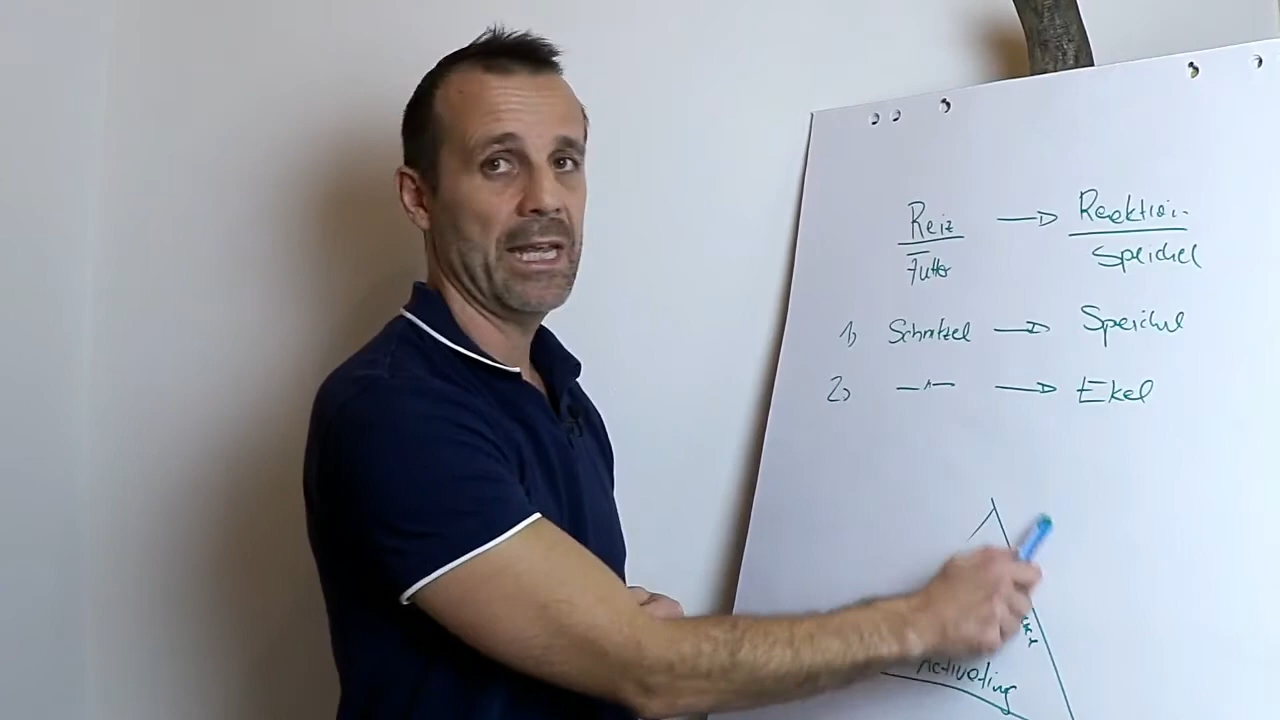 Reiz → Reaktion
Futter Speichel
1) Schnitzel → Speichel
2) —"— → Ekel
Activating